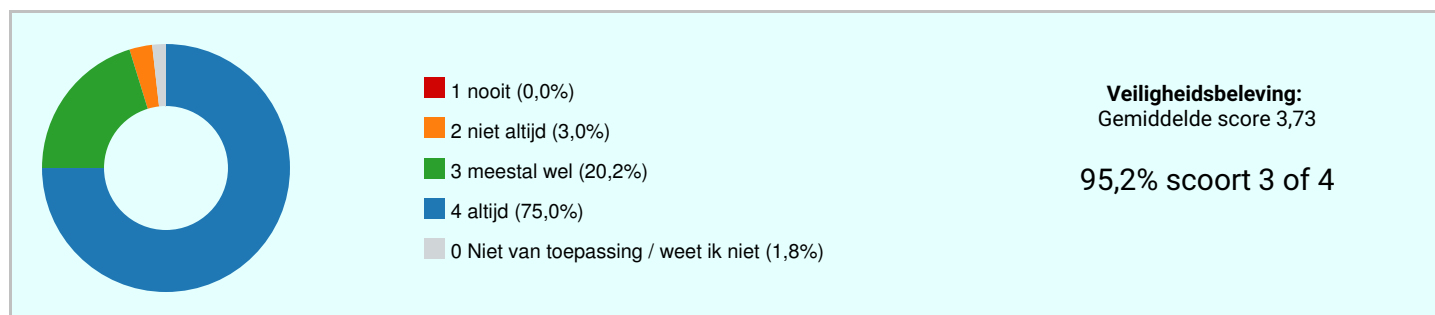 1 nooit (0,0%)
2 niet altijd (3,0%)
3 meestal wel (20,2%)
4 altijd (75,0%)
0 Niet van toepassing / weet ik niet (1,8%)
Veiligheidsbeleving:
Gemiddelde score 3,73
95,2% scoort 3 of 4